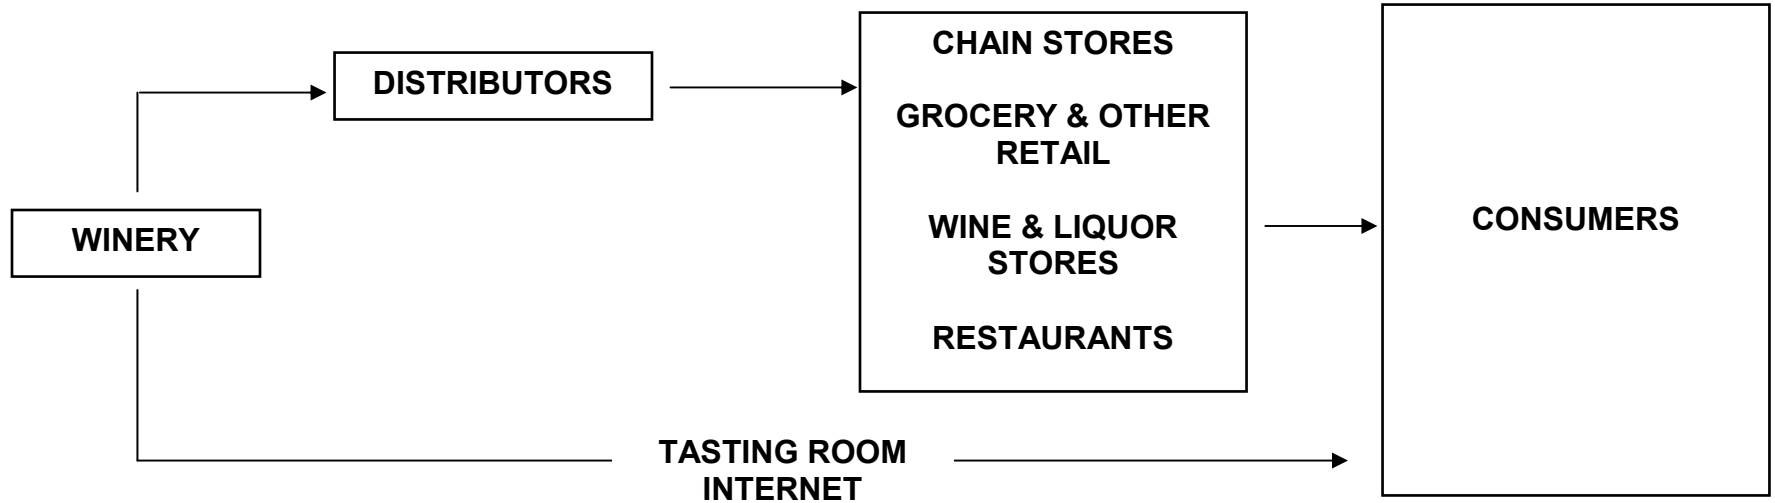 WINERY
DISTRIBUTORS
CHAIN STORES
GROCERY & OTHER
RETAIL
WINE & LIQUOR
STORES
RESTAURANTS
CONSUMERS
TASTING ROOM
INTERNET